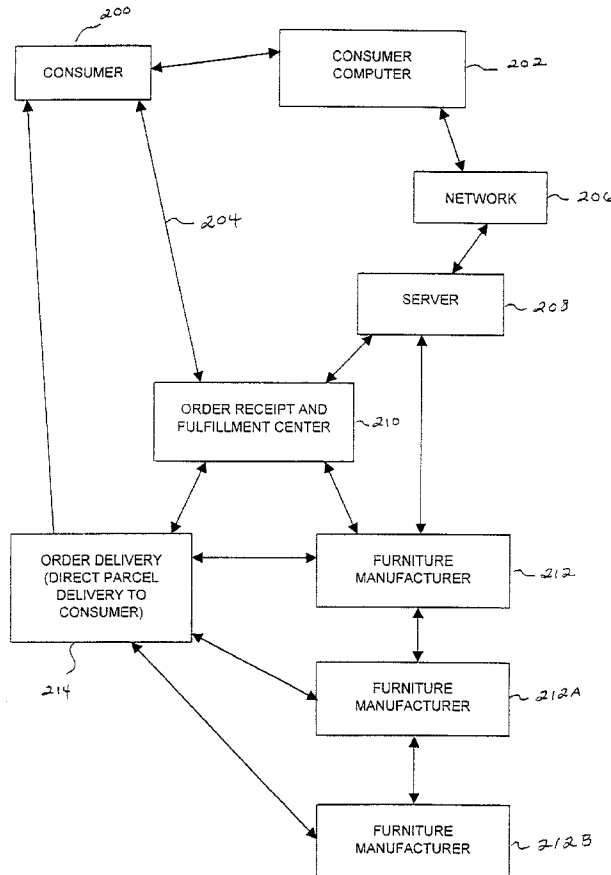 200
CONSUMER
CONSUMER
COMPUTER
202
NETWORK
206
204
SERVER
208
ORDER RECEIPT AND
FULFILLMENT CENTER
210
ORDER DELIVERY
(DIRECT PARCEL
DELIVERY TO
CONSUMER)
FURNITURE
MANUFACTURER
212
214
FURNITURE
MANUFACTURER
212A
FURNITURE
MANUFACTURER
212B